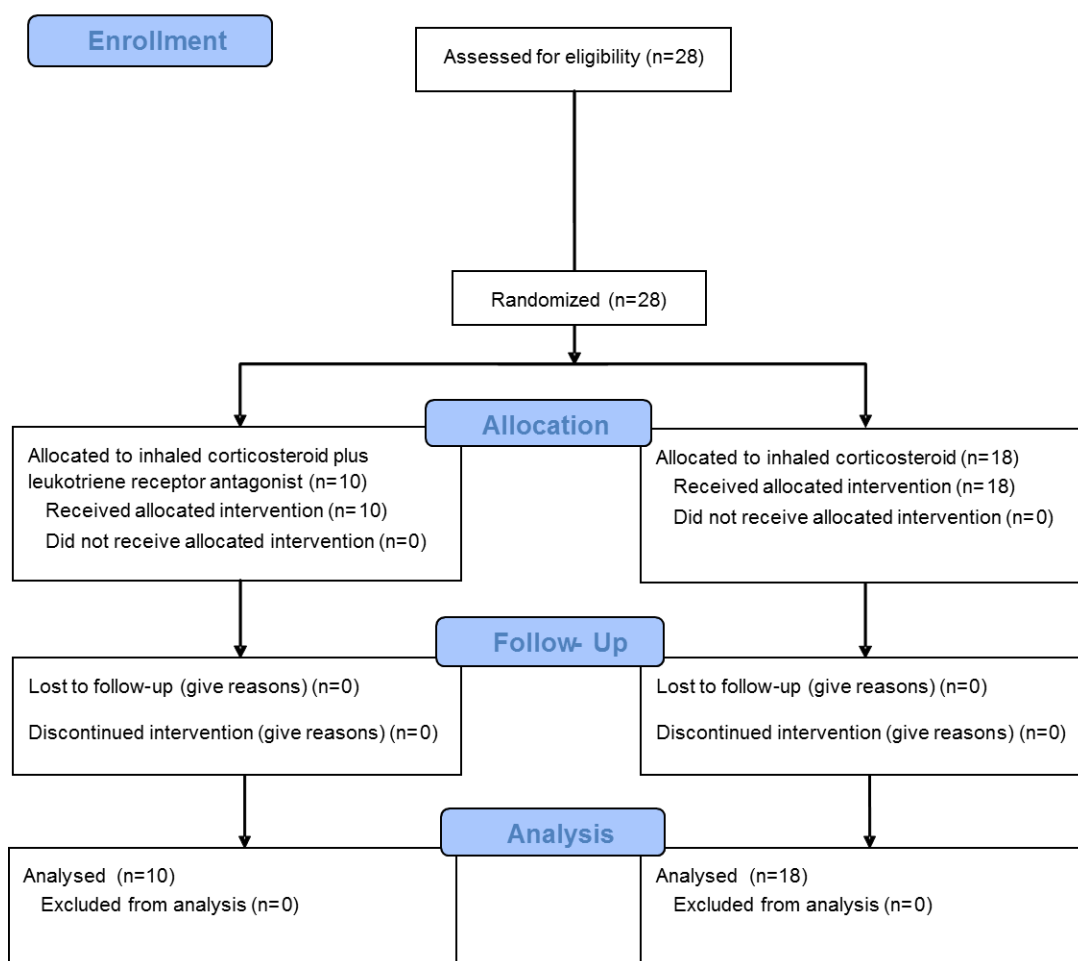 Enrollment
Assessed for eligibility (n=28)
Randomized (n=28)
Allocation
Allocated to inhaled corticosteroid plus
leukotriene receptor antagonist (n=10)
Received allocated intervention (n=10)
Did not receive allocated intervention (n=0)
Allocated to inhaled corticosteroid (n=18)
Received allocated intervention (n=18)
Did not receive allocated intervention (n=0)
Follow- Up
Lost to follow-up (give reasons) (n=0)
Discontinued intervention (give reasons) (n=0)
Lost to follow-up (give reasons) (n=0)
Discontinued intervention (give reasons) (n=0)
Analysis
Analysed (n=10)
Excluded from analysis (n=0)
Analysed (n=18)
Excluded from analysis (n=0)